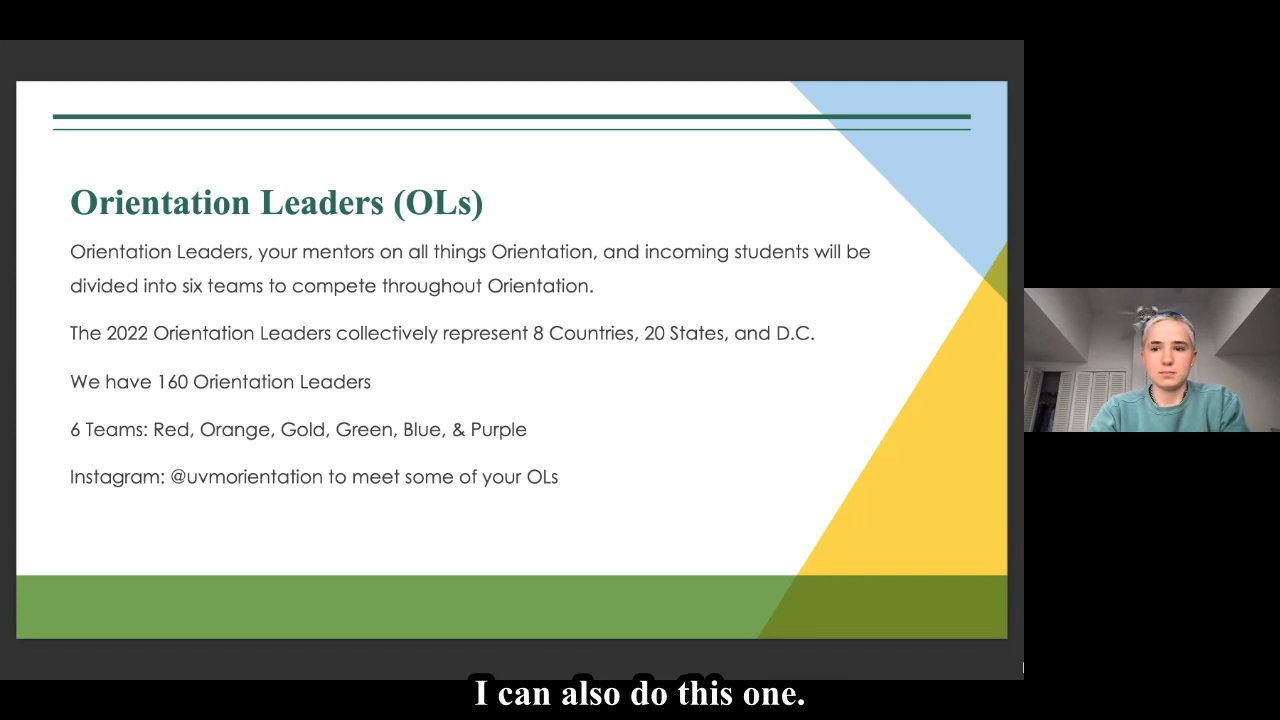 Orientation Leaders (OLs)
Orientation Leaders, your mentors on all things Orientation, and incoming students will be
divided into six teams to compete throughout Orientation.
The 2022 Orientation Leaders collectively represent 8 Countries, 20 States, and D.C.
We have 160 Orientation Leaders
6 Teams: Red, Orange, Gold, Green, Blue, & Purple
Instagram: @uvmorientation to meet some of your OLs
I can also do this one.